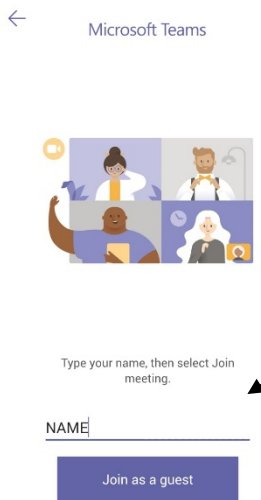 Microsoft Teams
Type your name, then select Join
meeting.
NAME
Join as a guest